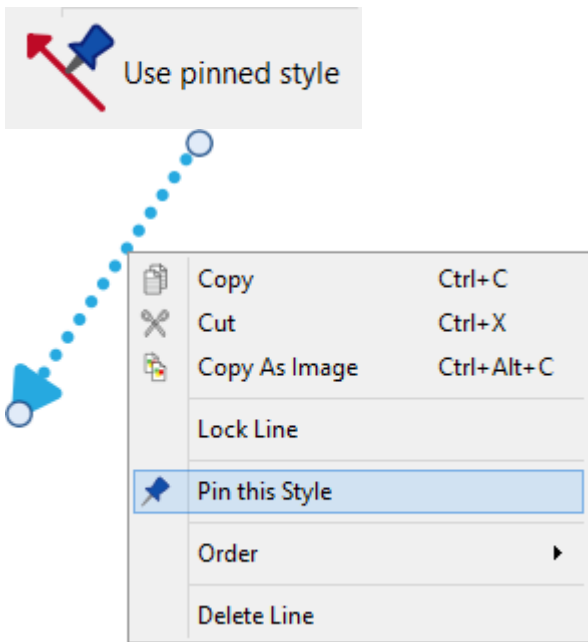 Use pinned style
Copy Ctrl+C
Cut Ctrl+X
Copy As Image Ctrl+Alt+C
Lock Line
Pin this Style
Order
Delete Line